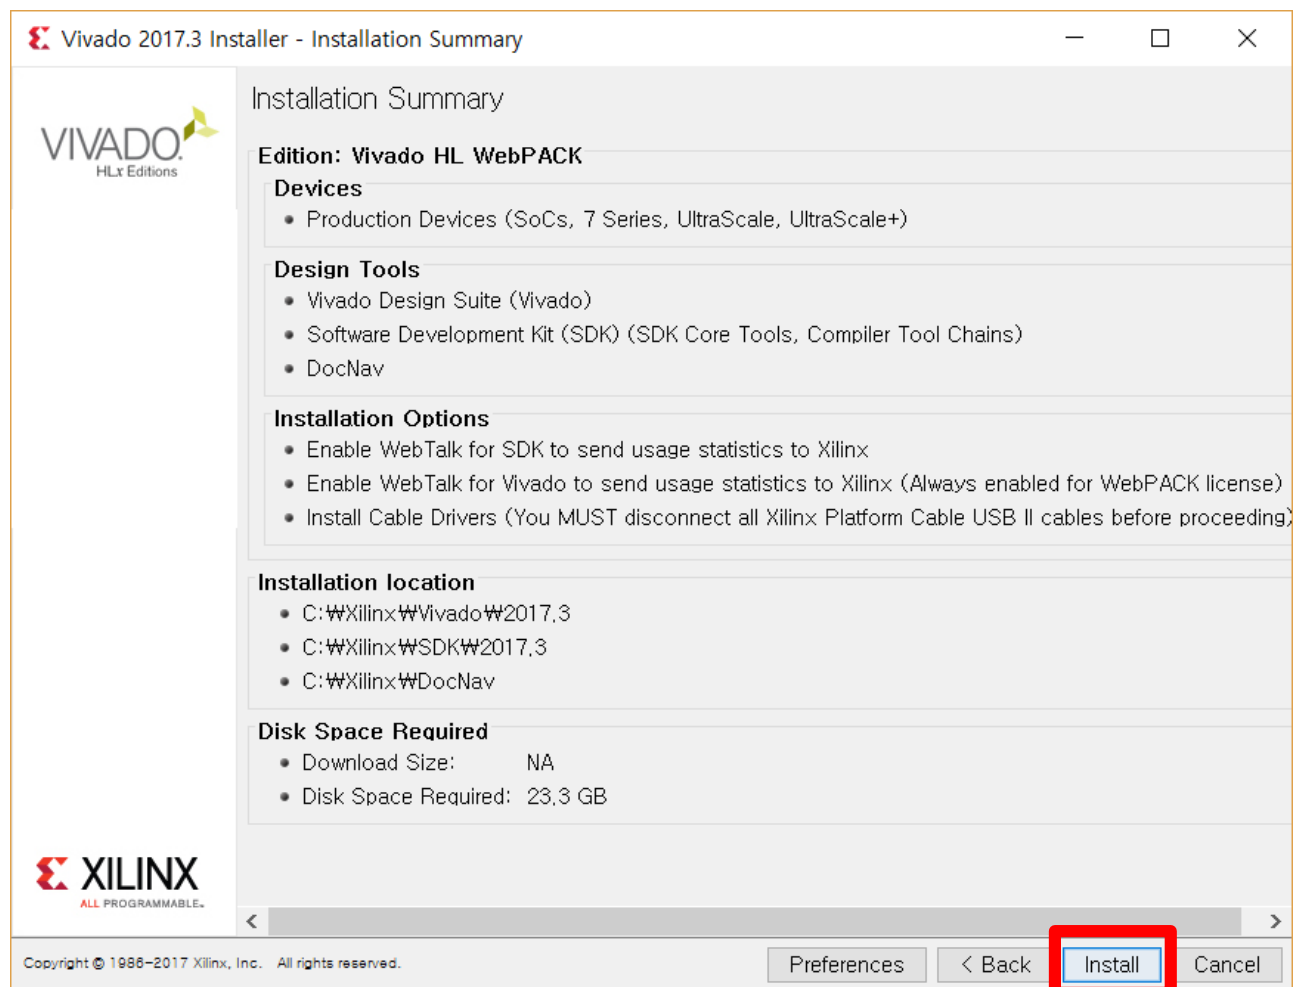 Vivado 2017.3 Installer - Installation Summary
VIVADO.
HLx Editions
Installation Summary
Edition: Vivado HL WebPACK
Devices
Production Devices (SoCs, 7 Series, UltraScale, UltraScale+)
Design Tools
Vivado Design Suite (Vivado)
Software Development Kit (SDK) (SDK Core Tools, Compiler Tool Chains)
DocNav
Installation Options
Enable WebTalk for SDK to send usage statistics to Xilinx
Enable WebTalk for Vivado to send usage statistics to Xilinx (Always enabled for WebPACK license)
Install Cable Drivers (You MUST disconnect all Xilinx Platform Cable USB II cables before proceeding)
Installation location
C:₩Xilinx₩Vivado₩2017.3
C:₩Xilinx₩SDK₩2017.3
C:₩Xilinx₩DocNav
Disk Space Required
Download Size: NA
Disk Space Required: 23.3 GB
XILINX
ALL PROGRAMMABLE.
Copyright © 1986-2017 Xilinx, Inc. All rights reserved.
Preferences < Back Install Cancel